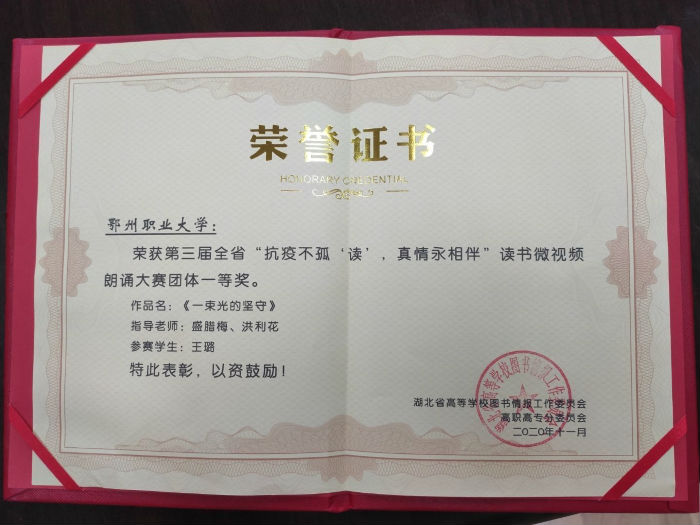 荣誉证书
HONORARY CREDENTIAL
鄂州职业大学：
荣获第三届全省“抗疫不孤‘读’，真情永相伴”读书微视频
朗诵大赛团体一等奖。
作品名：《一束光的坚守》
指导老师：盛腊梅、洪利花
参赛学生：王璐
特此表彰，以资鼓励！
湖北省高等学校图书情报工作委员会
高职高专分委员会
二〇二〇年十一月